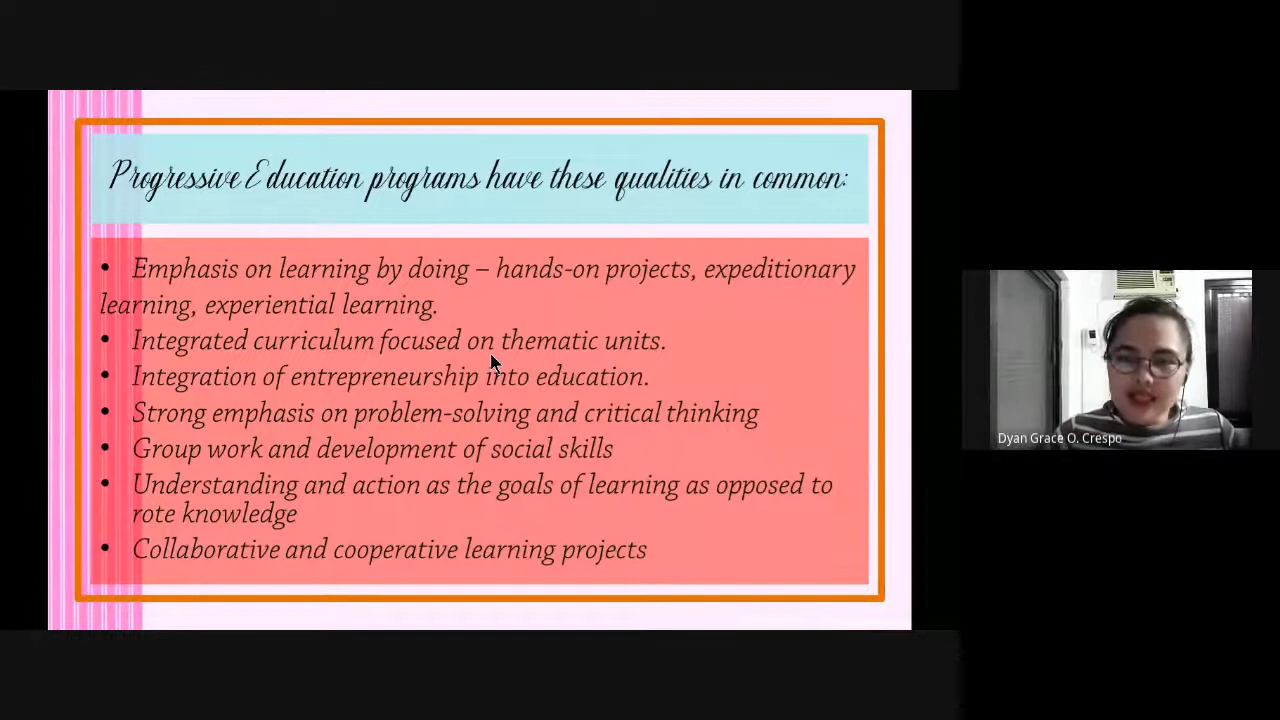 Progressive Education programs have these qualities in common:
• Emphasis on learning by doing – hands-on projects, expeditionary
learning, experiential learning.
• Integrated curriculum focused on thematic units.
• Integration of entrepreneurship into education.
• Strong emphasis on problem-solving and critical thinking
• Group work and development of social skills
• Understanding and action as the goals of learning as opposed to
rote knowledge
• Collaborative and cooperative learning projects
Dyan Grace O. Crespo